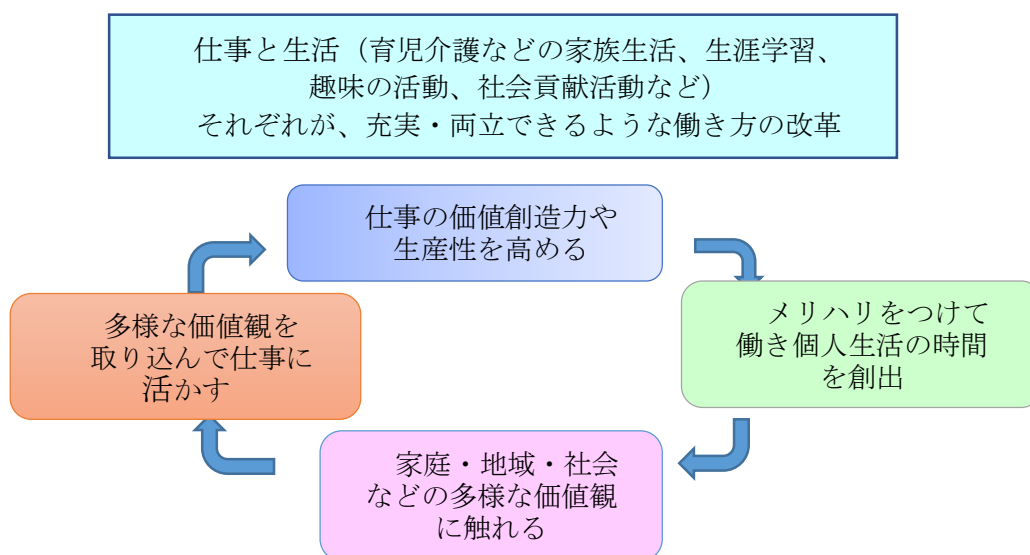 仕事と生活（育児介護などの家族生活、生涯学習、
趣味の活動、社会貢献活動など）
それぞれが、充実・両立できるような働き方の改革
仕事の価値創造力や
生産性を高める
メリハリをつけて
働き個人生活の時間
を創出
家庭・地域・社会
などの多様な価値観
に触れる
多様な価値観を
取り込んで仕事に
活かす